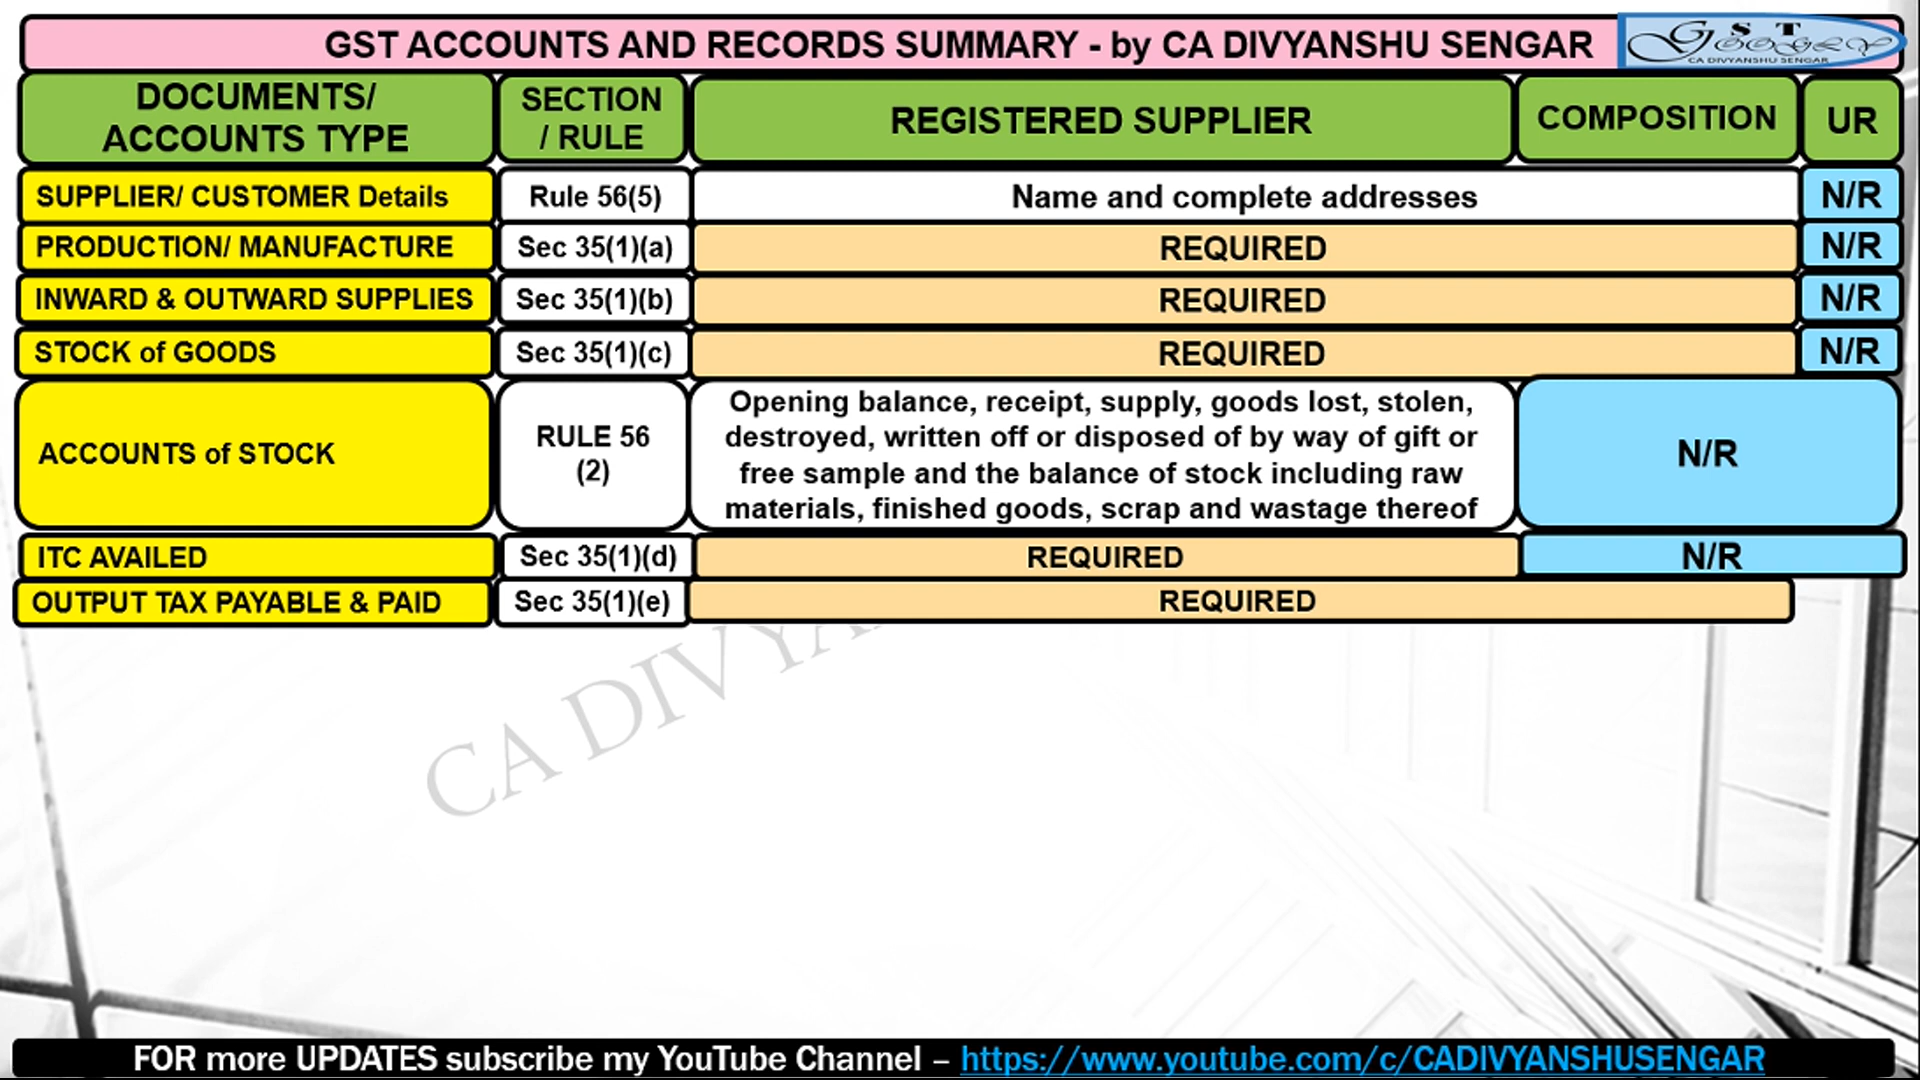 GST ACCOUNTS AND RECORDS SUMMARY - by CA DIVYANSHU SENGAR
GST
GOOGLY
CA DIVYANSHU SENGAR
DOCUMENTS/
ACCOUNTS TYPE
SECTION
/ RULE
REGISTERED SUPPLIER
COMPOSITION
UR
SUPPLIER/ CUSTOMER Details
Rule 56(5)
Name and complete addresses
N/R
PRODUCTION/ MANUFACTURE
Sec 35(1)(a)
REQUIRED
N/R
INWARD & OUTWARD SUPPLIES
Sec 35(1)(b)
REQUIRED
N/R
STOCK of GOODS
Sec 35(1)(c)
REQUIRED
N/R
ACCOUNTS of STOCK
RULE 56
(2)
Opening balance, receipt, supply, goods lost, stolen,
destroyed, written off or disposed of by way of gift or
free sample and the balance of stock including raw
materials, finished goods, scrap and wastage thereof
N/R
ITC AVAILED
Sec 35(1)(d)
REQUIRED
N/R
OUTPUT TAX PAYABLE & PAID
Sec 35(1)(e)
REQUIRED
CA DIVYA
FOR more UPDATES subscribe my YouTube Channel – https://www.youtube.com/c/CADIVYANSHUSENGAR